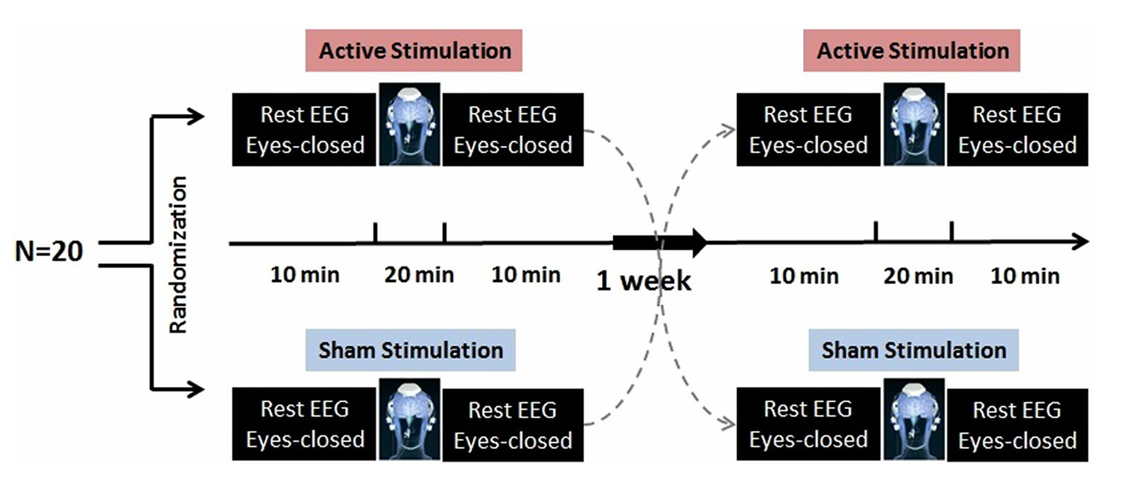 Active Stimulation
Active Stimulation
Rest EEG
Eyes-closed
Rest EEG
Eyes-closed
Rest EEG
Eyes-closed
Rest EEG
Eyes-closed
N=20
Randomization
10 min
20 min
10 min
1 week
10 min
20 min
10 min
Sham Stimulation
Sham Stimulation
Rest EEG
Eyes-closed
Rest EEG
Eyes-closed
Rest EEG
Eyes-closed
Rest EEG
Eyes-closed